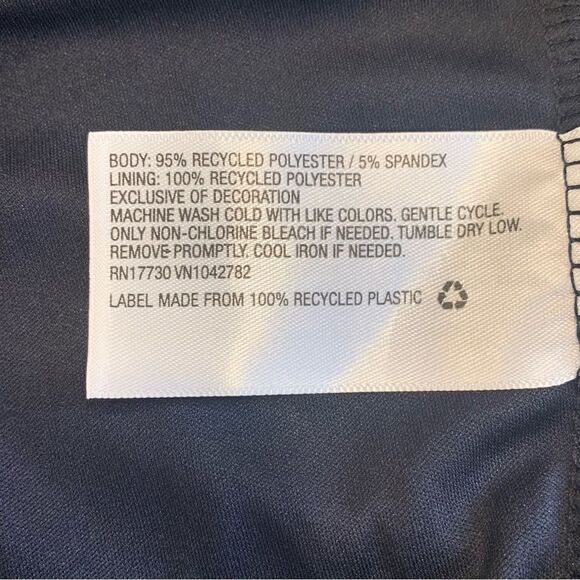 BODY: 95% RECYCLED POLYESTER / 5% SPANDEX
LINING: 100% RECYCLED POLYESTER
EXCLUSIVE OF DECORATION
MACHINE WASH COLD WITH LIKE COLORS. GENTLE CYCLE.
ONLY NON-CHLORINE BLEACH IF NEEDED. TUMBLE DRY LOW.
REMOVE PROMPTLY. COOL IRON IF NEEDED.
RN17730 VN1042782
LABEL MADE FROM 100% RECYCLED PLASTIC